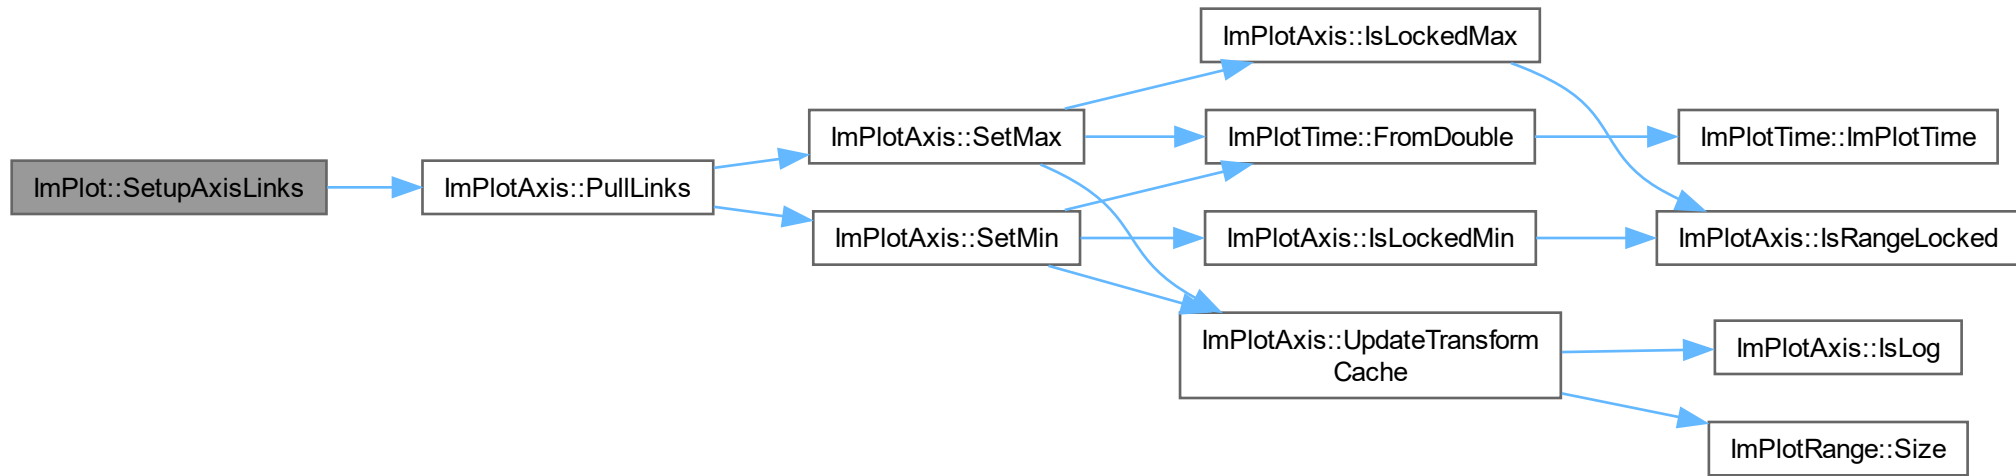 ImPlot::SetupAxisLinks
ImPlotAxis::PullLinks
ImPlotAxis::SetMax
ImPlotAxis::SetMin
ImPlotAxis::IsLockedMax
ImPlotTime::FromDouble
ImPlotAxis::IsLockedMin
ImPlotAxis::UpdateTransform
Cache
ImPlotTime::ImPlotTime
ImPlotAxis::IsRangeLocked
ImPlotAxis::IsLog
ImPlotRange::Size